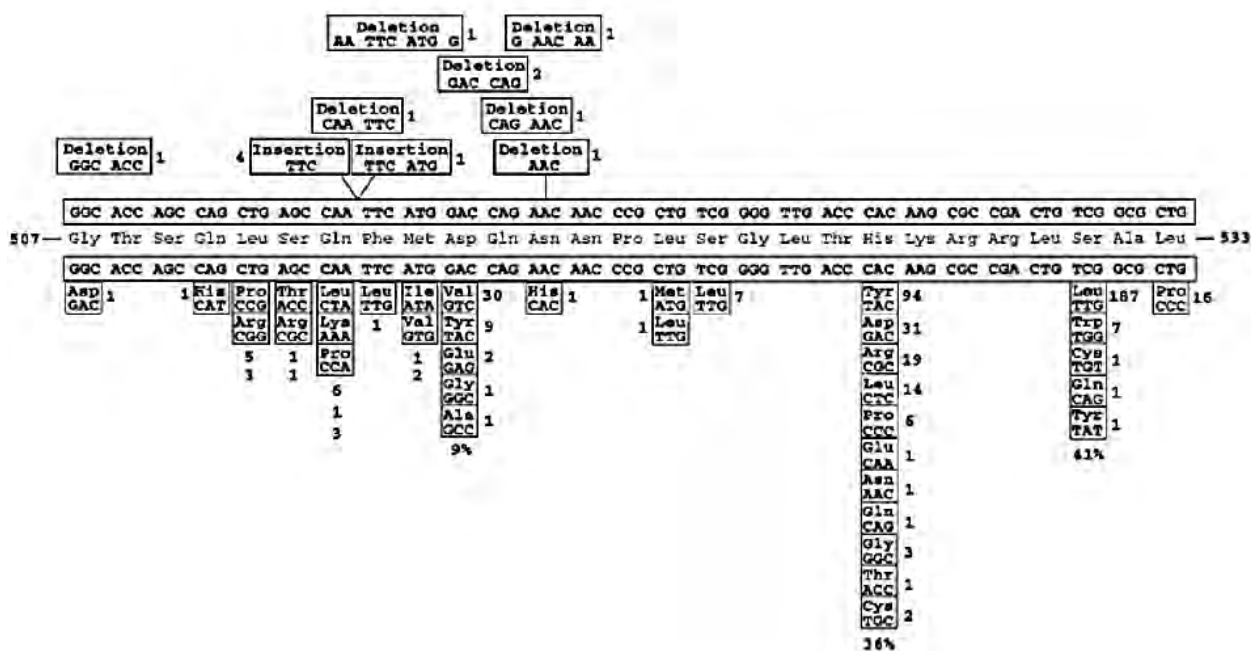 Deletion
AA TTC ATG G
1
Deletion
G AAC AA
1
Deletion
GAC CAG
2
Deletion
CAA TTC
1
Deletion
CAG AAC
1
Deletion
GGC ACC
1
4
Insertion
TTC
Insertion
TTC ATG
1
Deletion
AAC
1
GGC ACC AGC CAG CTG AGC CAA TTC ATG GAC CAG AAC AAC CCG CTG TCG GGG TTG ACC CAC AAG CGC CGA CTG TCG GCG CTG
507— Gly Thr Ser Gln Leu Ser Gln Phe Met Asp Gln Asn Asn Pro Leu Ser Gly Leu Thr His Lys Arg Arg Leu Ser Ala Leu — 533
GGC ACC AGC CAG CTG AGC CAA TTC ATG GAC CAG AAC AAC CCG CTG TCG GGG TTG ACC CAC AAG CGC CGA CTG TCG GCG CTG
Asp
GAC
1
1
His
CAT
Pro
CCG
Arg
CGG
5
3
Thr
ACC
Arg
CGC
1
1
Leu
CTA
Lys
AAA
Pro
CCA
6
1
3
Leu
TTG
1
Ile
ATA
Val
GTG
1
2
Val
GTC
30
Tyr
TAC
9
Glu
GAG
2
Gly
GGC
1
Ala
GCC
1
9%
His
CAC
1
1
Met
ATG
1
Leu
TTG
Leu
TTG
7
Tyr
TAC
94
Asp
GAC
31
Arg
CGC
19
Leu
CTC
14
Pro
CCC
6
Glu
CAA
1
Asn
AAC
1
Gln
CAG
1
Gly
GGC
3
Thr
ACC
1
Cys
TGC
2
36%
Leu
TTG
187
Trp
TGG
7
Cys
TGT
1
Gln
CAG
1
Tyr
TAT
1
41%
Pro
CCC
16